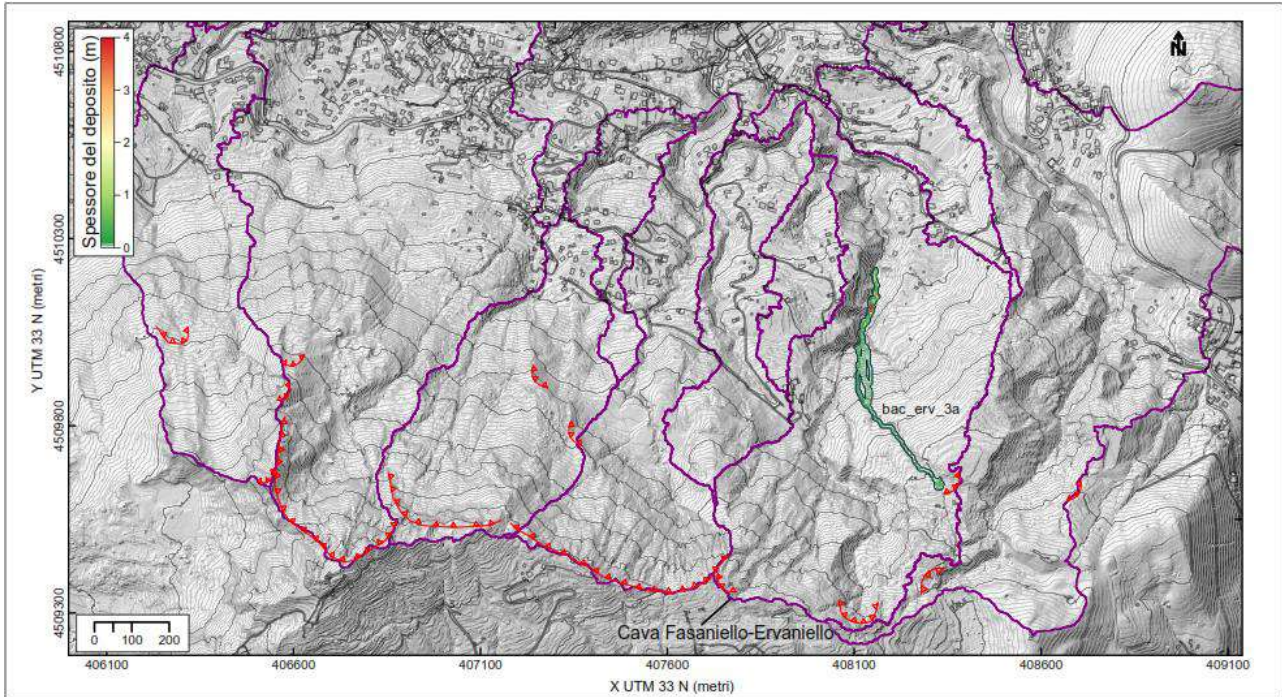 Spessore del deposito (m)
4
3
2
1
0
N
4510800
4510300
4509800
4509300
Y UTM 33 N (metri)
bac_erv_3a
Cava Fasaniello-Ervaniello
0 100 200
406100 406600 407100 407600 408100 408600 409100
X UTM 33 N (metri)